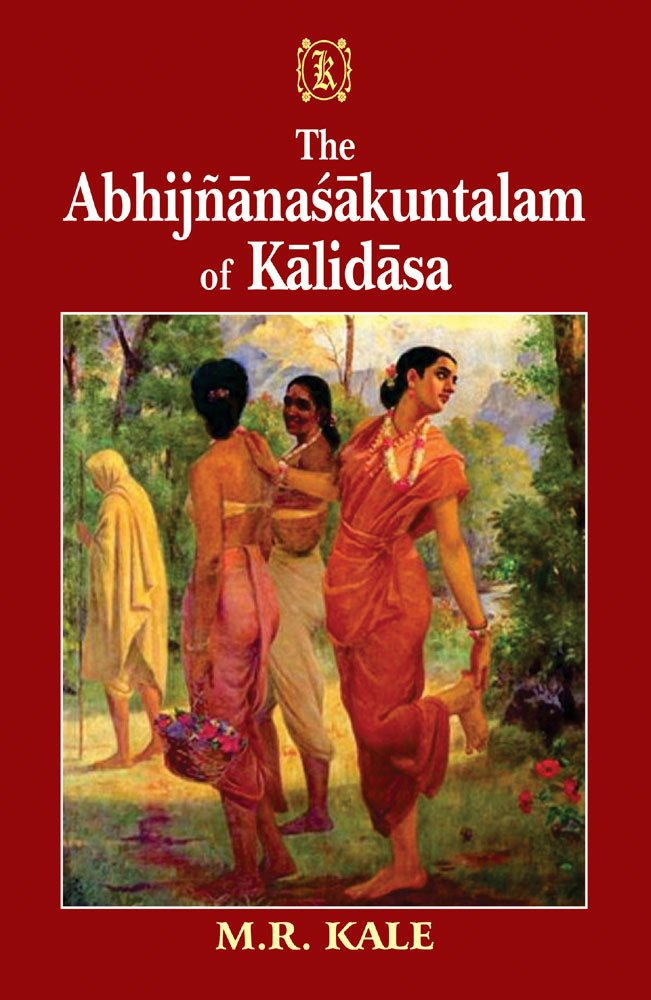 K
The
Abhijñānaśākuntalam
of Kālidāsa
M.R. KALE